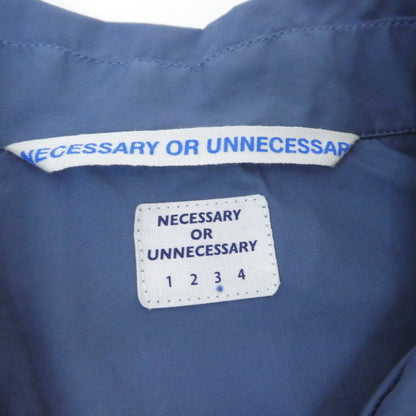 NECESSARY OR UNNECESSAR
NECESSARY
OR
UNNECESSARY
1 2 3 4